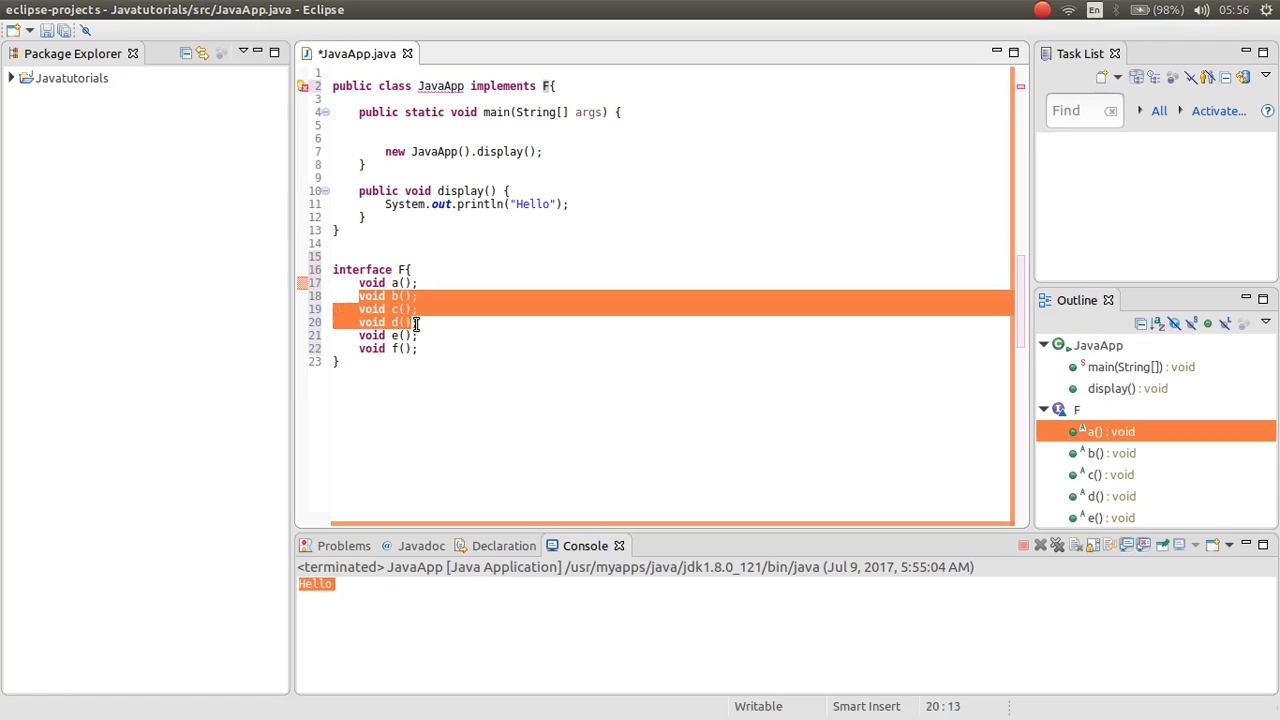 eclipse-projects - Javatutorials/src/JavaApp.java - Eclipse
En
(98%)
05:56
Package Explorer
Javatutorials
*JavaApp.java
1
2 public class JavaApp implements F{
3
4 public static void main(String[] args) {
5
6
7 new JavaApp().display();
8 }
9
10 public void display() {
11 System.out.println("Hello");
12 }
13 }
14
15
16 interface F{
17 void a();
18 void b();
19 void c();
20 void d();
21 void e();
22 void f();
23 }
Task List
Find
All
Activate...
Outline
JavaApp
main(String[]) : void
display() : void
F
a() : void
b() : void
c() : void
d() : void
e() : void
Problems
Javadoc
Declaration
Console
<terminated> JavaApp [Java Application] /usr/myapps/java/jdk1.8.0_121/bin/java (Jul 9, 2017, 5:55:04 AM)
Hello
Writable
Smart Insert
20 : 13